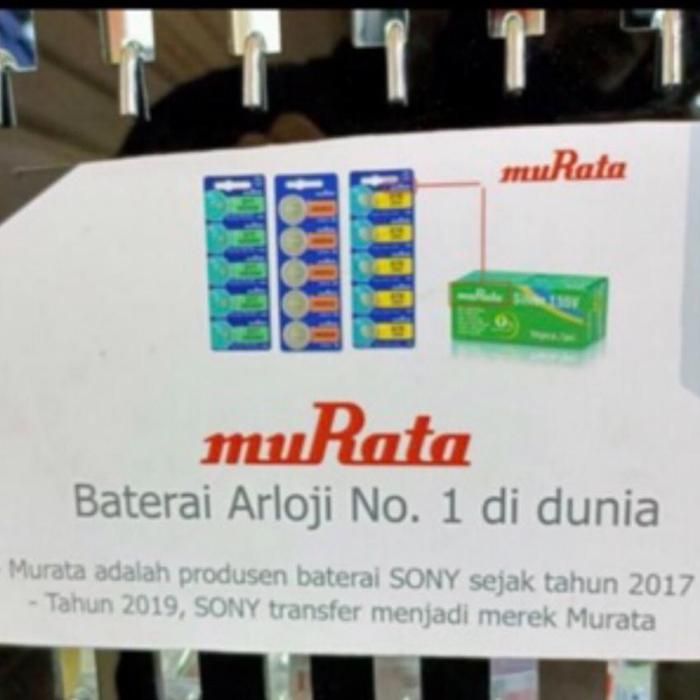 muRata
muRata
muRata
Baterai Arloji No. 1 di dunia
- Murata adalah produsen baterai SONY sejak tahun 2017
- Tahun 2019, SONY transfer menjadi merek Murata